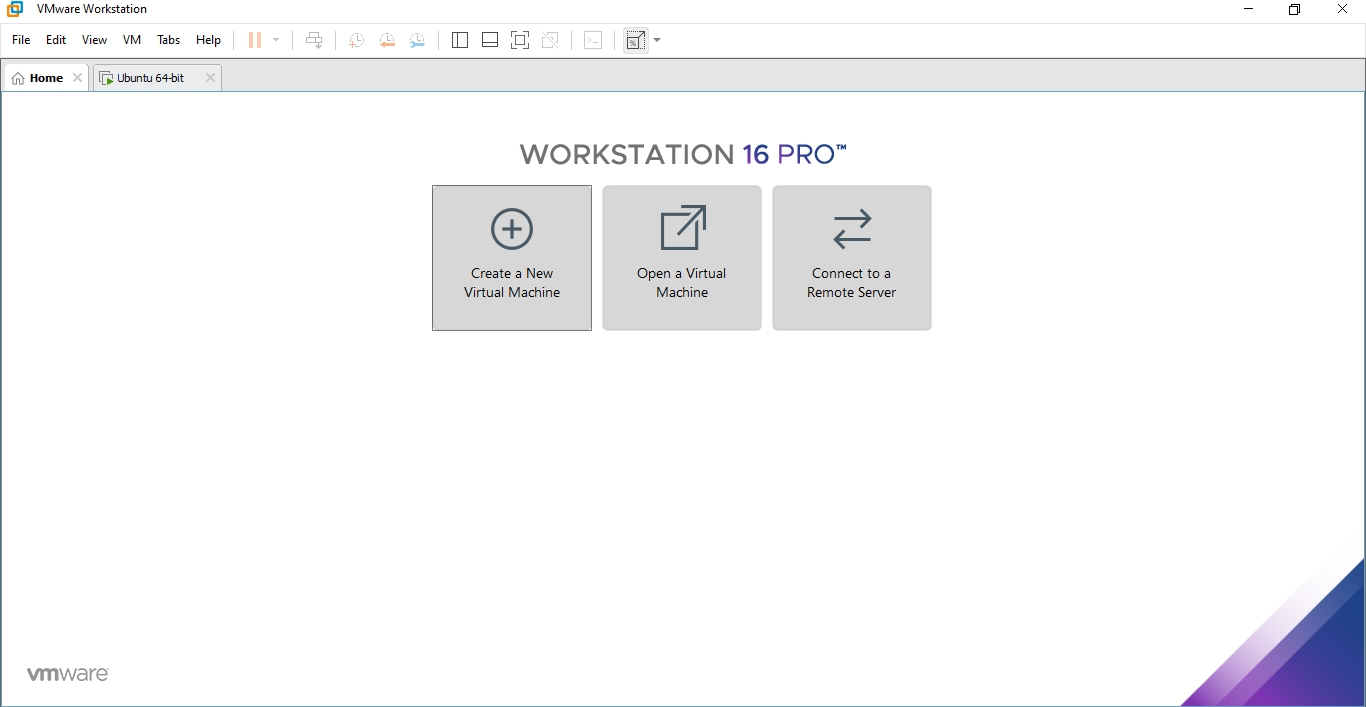 VMware Workstation
File Edit View VM Tabs Help
Home Ubuntu 64-bit
WORKSTATION 16 PRO™
Create a New
Virtual Machine
Open a Virtual
Machine
Connect to a
Remote Server
vmware